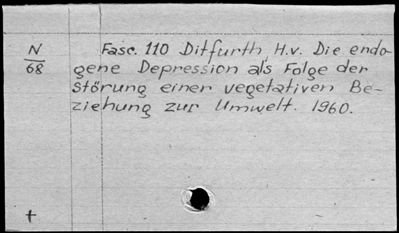 N
68
Fasc. 110 Ditfurth, H.v. Die endo-
gene Depression als Folge der
Störung einer vegetativen Be-
ziehung zur Umwelt. 1960.
+